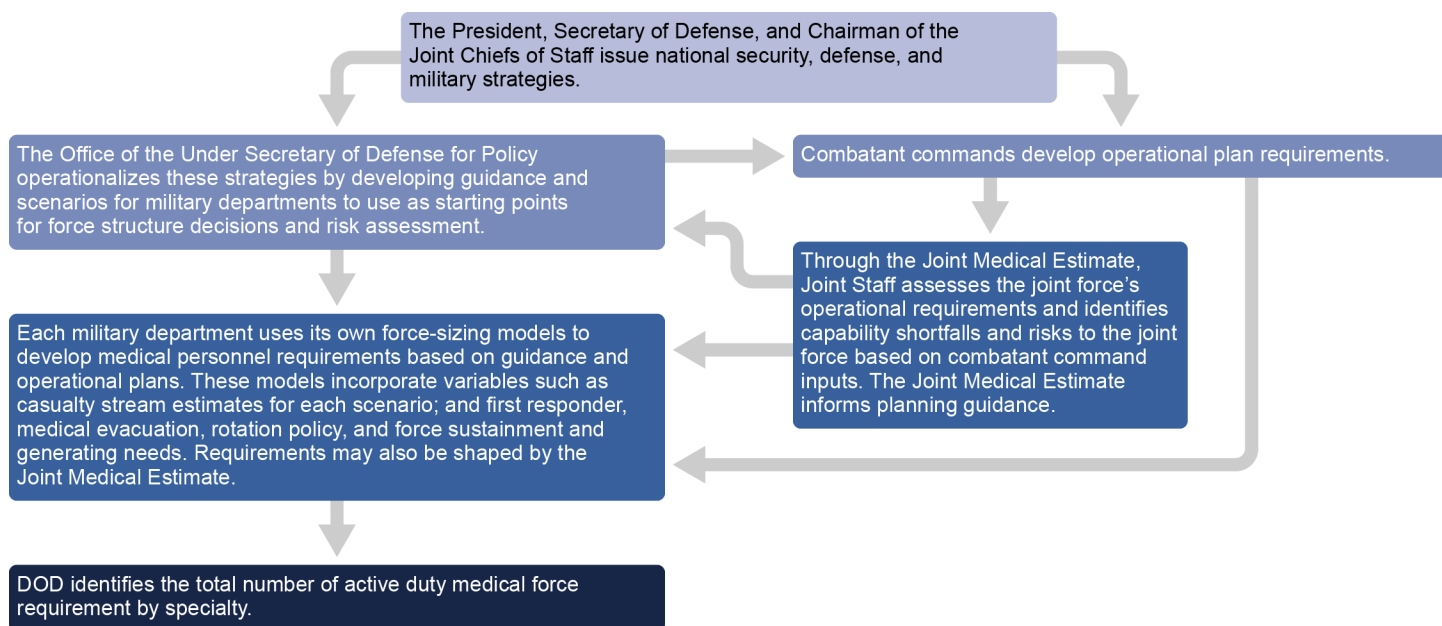 The President, Secretary of Defense, and Chairman of the
Joint Chiefs of Staff issue national security, defense, and
military strategies.
The Office of the Under Secretary of Defense for Policy
operationalizes these strategies by developing guidance and
scenarios for military departments to use as starting points
for force structure decisions and risk assessment.
Combatant commands develop operational plan requirements.
Through the Joint Medical Estimate,
Joint Staff assesses the joint force’s
operational requirements and identifies
capability shortfalls and risks to the joint
force based on combatant command
inputs. The Joint Medical Estimate
informs planning guidance.
Each military department uses its own force-sizing models to
develop medical personnel requirements based on guidance and
operational plans. These models incorporate variables such as
casualty stream estimates for each scenario; and first responder,
medical evacuation, rotation policy, and force sustainment and
generating needs. Requirements may also be shaped by the
Joint Medical Estimate.
DOD identifies the total number of active duty medical force
requirement by specialty.